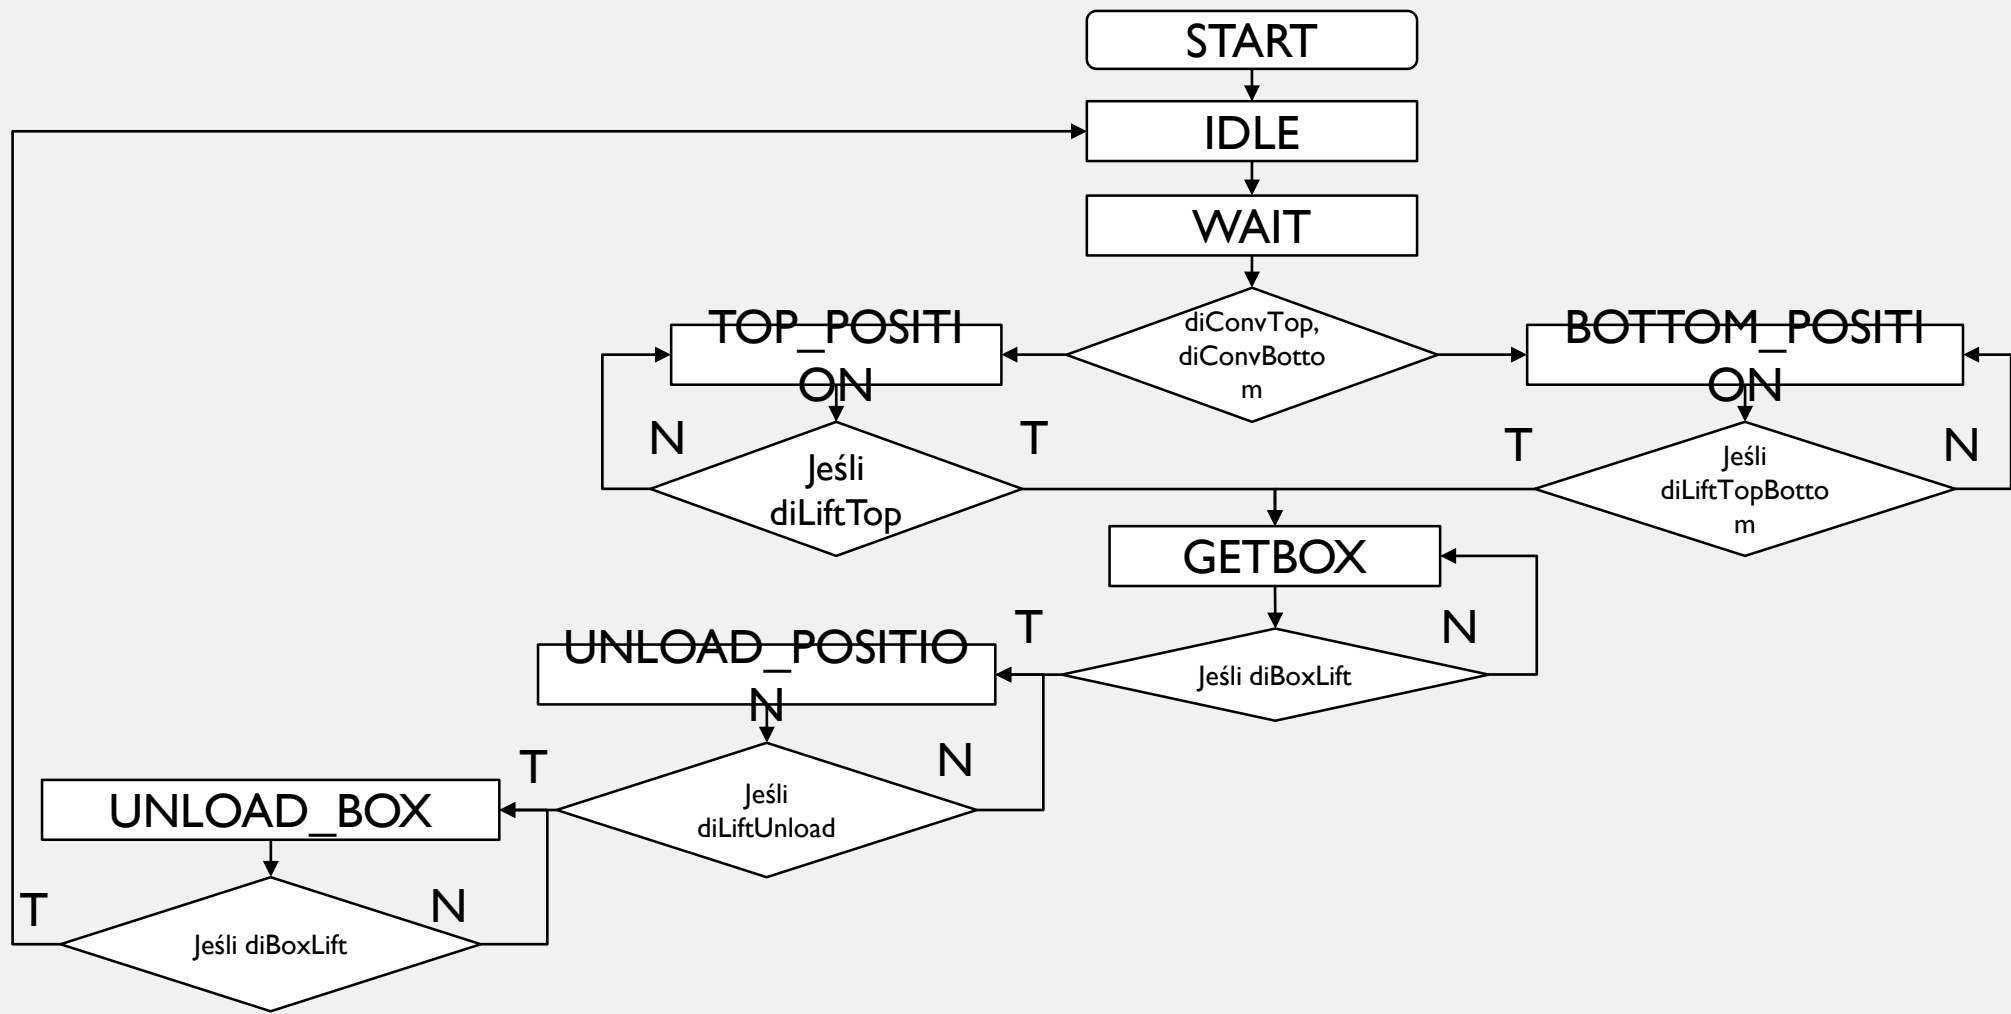 START
IDLE
WAIT
diConvTop,
diConvBotto
m
TOP_POSITI
ON
BOTTOM_POSITI
ON
N
Jeśli
diLiftTop
T
T
Jeśli
diLiftTopBotto
m
N
GETBOX
T
Jeśli diBoxLift
N
UNLOAD_POSITIO
N
T
Jeśli
diLiftUnload
N
UNLOAD_BOX
T
Jeśli diBoxLift
N